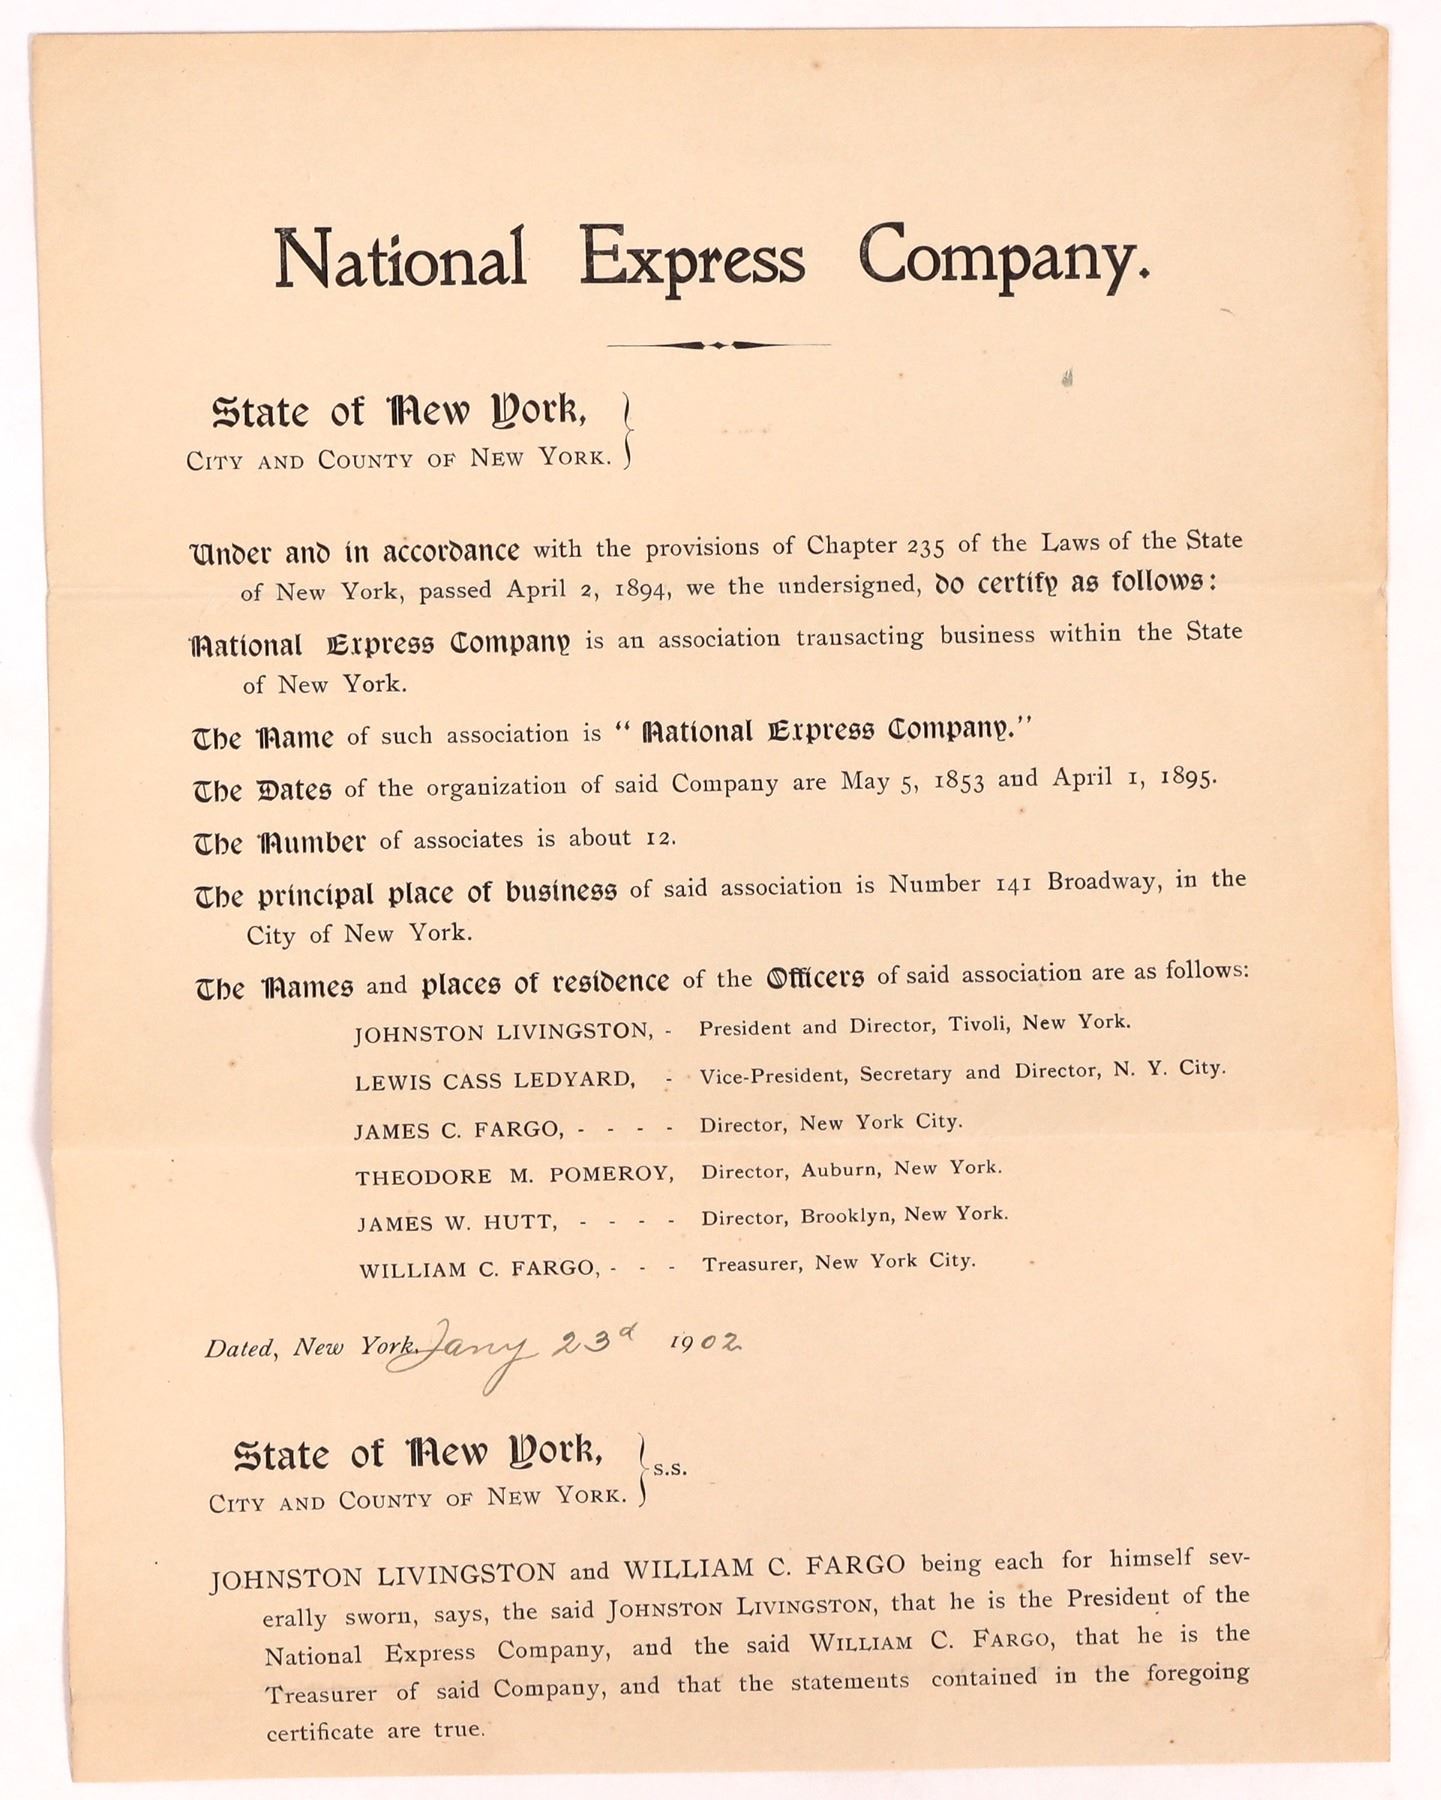 National Express Company.
State of New York,
CITY AND COUNTY OF NEW YORK.
Under and in accordance with the provisions of Chapter 235 of the Laws of the State
of New York, passed April 2, 1894, we the undersigned, do certify as follows:
National Express Company is an association transacting business within the State
of New York.
The Name of such association is “ National Express Company.”
The Dates of the organization of said Company are May 5, 1853 and April 1, 1895.
The Number of associates is about 12.
The principal place of business of said association is Number 141 Broadway, in the
City of New York.
The Names and places of residence of the Officers of said association are as follows:
JOHNSTON LIVINGSTON, - President and Director, Tivoli, New York.
LEWIS CASS LEDYARD, - Vice-President, Secretary and Director, N. Y. City.
JAMES C. FARGO, - - - - Director, New York City.
THEODORE M. POMEROY, Director, Auburn, New York.
JAMES W. HUTT, - - - - Director, Brooklyn, New York.
WILLIAM C. FARGO, - - - Treasurer, New York City.
Dated, New York, Jany 23d 1902
State of New York,
CITY AND COUNTY OF NEW YORK. s.s.
JOHNSTON LIVINGSTON and WILLIAM C. FARGO being each for himself sev-
erally sworn, says, the said JOHNSTON LIVINGSTON, that he is the President of the
National Express Company, and the said WILLIAM C. FARGO, that he is the
Treasurer of said Company, and that the statements contained in the foregoing
certificate are true.